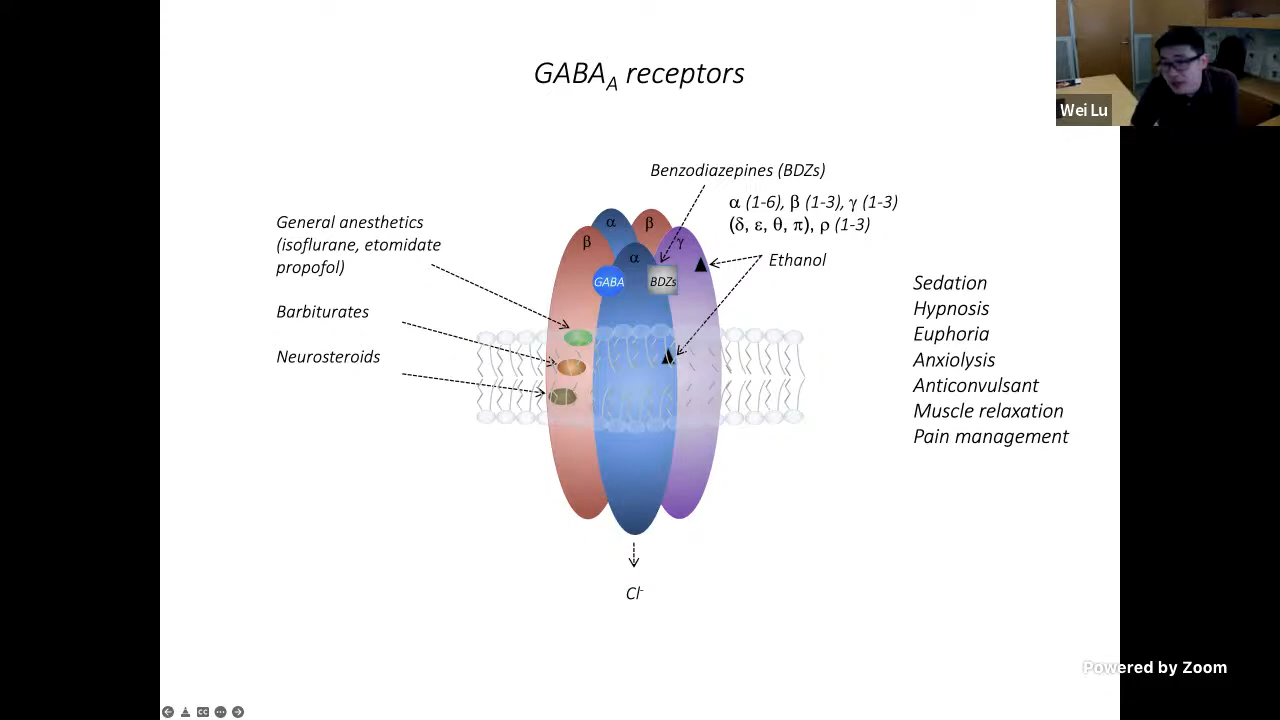 GABAA receptors
Wei Lu
Benzodiazepines (BDZs)
α (1-6), β (1-3), γ (1-3)
(δ, ε, θ, π), ρ (1-3)
General anesthetics
(isoflurane, etomidate
propofol)
Barbiturates
Neurosteroids
α
β
β
γ
α
GABA
BDZs
Ethanol
Sedation
Hypnosis
Euphoria
Anxiolysis
Anticonvulsant
Muscle relaxation
Pain management
Cl-
Powered by Zoom
CC